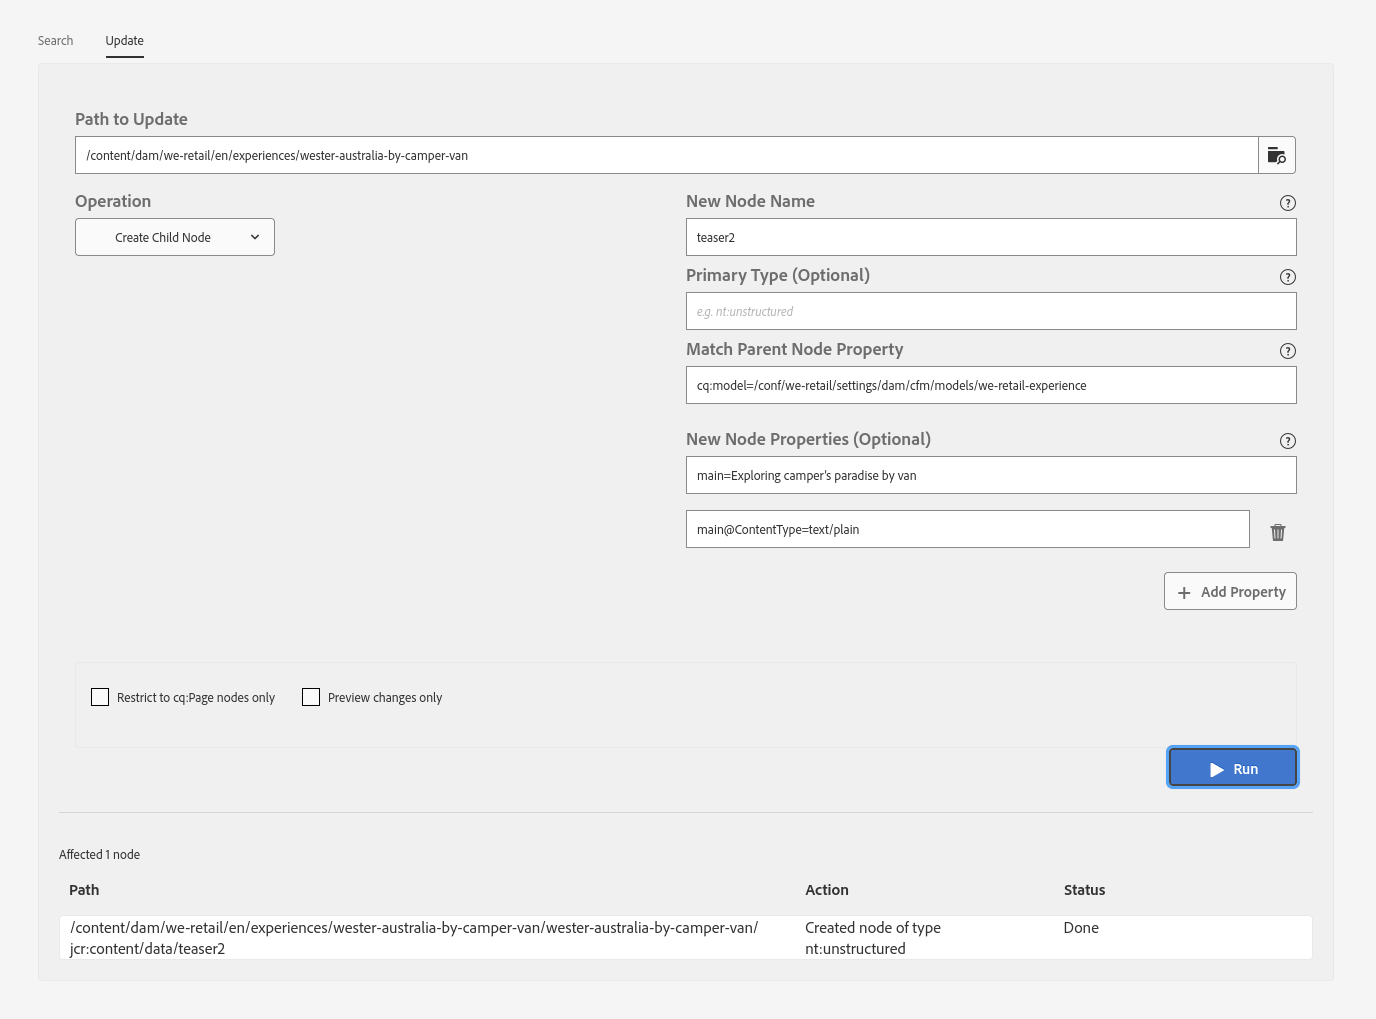 Search
Update
Path to Update
/content/dam/we-retail/en/experiences/wester-australia-by-camper-van
Operation
Create Child Node
New Node Name
?
teaser2
Primary Type (Optional)
?
e.g. nt:unstructured
Match Parent Node Property
?
cq:model=/conf/we-retail/settings/dam/cfm/models/we-retail-experience
New Node Properties (Optional)
?
main=Exploring camper's paradise by van
main@ContentType=text/plain
Add Property
Restrict to cq:Page nodes only
Preview changes only
Run
Affected 1 node
Path Action Status
/content/dam/we-retail/en/experiences/wester-australia-by-camper-van/wester-australia-by-camper-van/
jcr:content/data/teaser2
Created node of type
nt:unstructured
Done